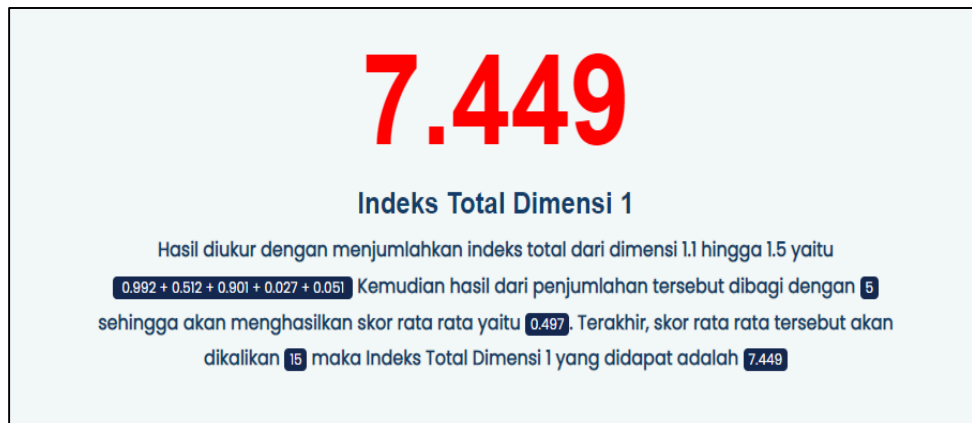 7.449
Indeks Total Dimensi 1
Hasil diukur dengan menjumlahkan indeks total dari dimensi 1.1 hingga 1.5 yaitu
0.992 + 0.512 + 0.901 + 0.027 + 0.051 Kemudian hasil dari penjumlahan tersebut dibagi dengan 5
sehingga akan menghasilkan skor rata rata yaitu 0.497. Terakhir, skor rata rata tersebut akan
dikalikan 15 maka Indeks Total Dimensi 1 yang didapat adalah 7.449